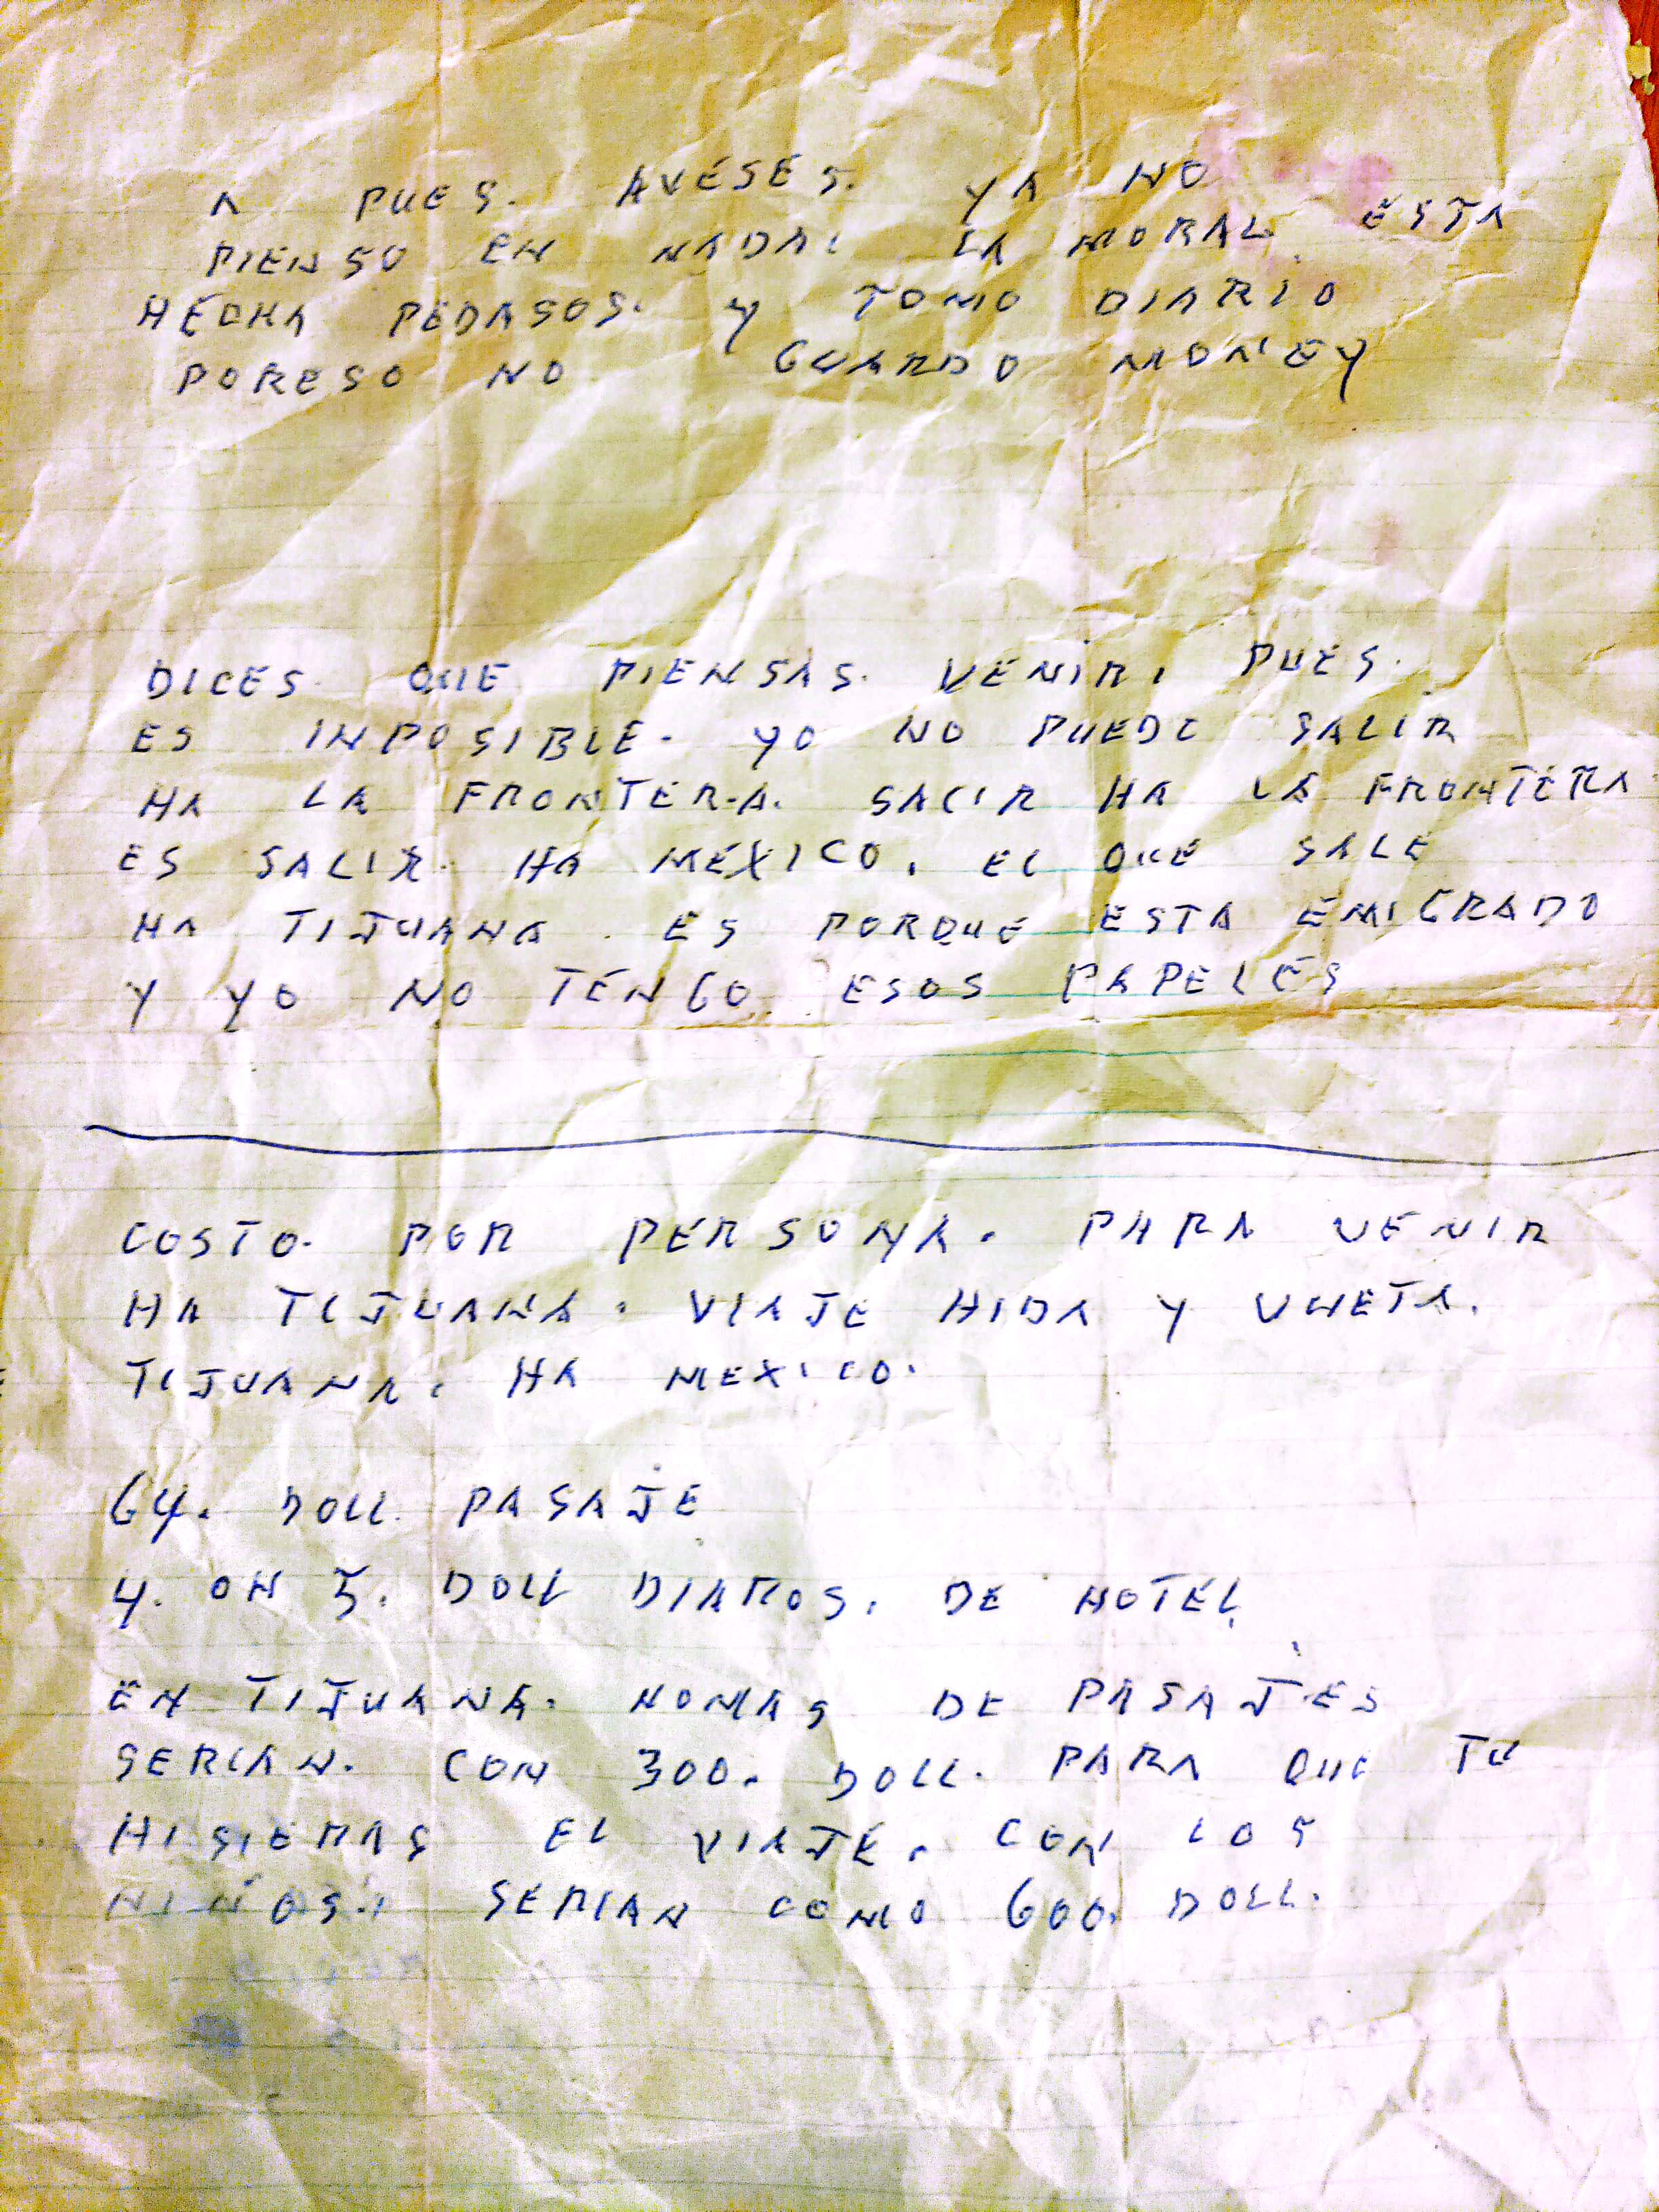 A PUES. AVESES. YA NO
PIENSO EN NADA. LA MORAL ESTA
HECHA PEDASOS. Y TOMO DIARIO
PORESO NO GUARDO MONEY
DICES QUE PIENSAS. VENIR. PUES.
ES INPOSIBLE. YO NO PUEDO SALIR
HA LA FRONTERA. SALIR HA LA FRONTERA
ES SALIR HA MEXICO. EL QUE SALE
HA TIJUANA. ES PORQUE ESTA EMIGRADO
Y YO NO TENGO ESOS PAPELES
COSTO. POR PERSONA. PARA VENIR
HA TIJUANA. VIAJE HIDA Y VUETA.
TIJUANA. HA MEXICO.
64. DOLL PASAJE
4. OH 5. DOLL DIAROS. DE HOTEL
EN TIJUANA. NOMAS DE PASAJES
SERIAN. CON 300. DOLL. PARA QUE TU
HISIERAS EL VIAJE. CON LOS
NIÑOS. SERIAN COMO 600. DOLL.